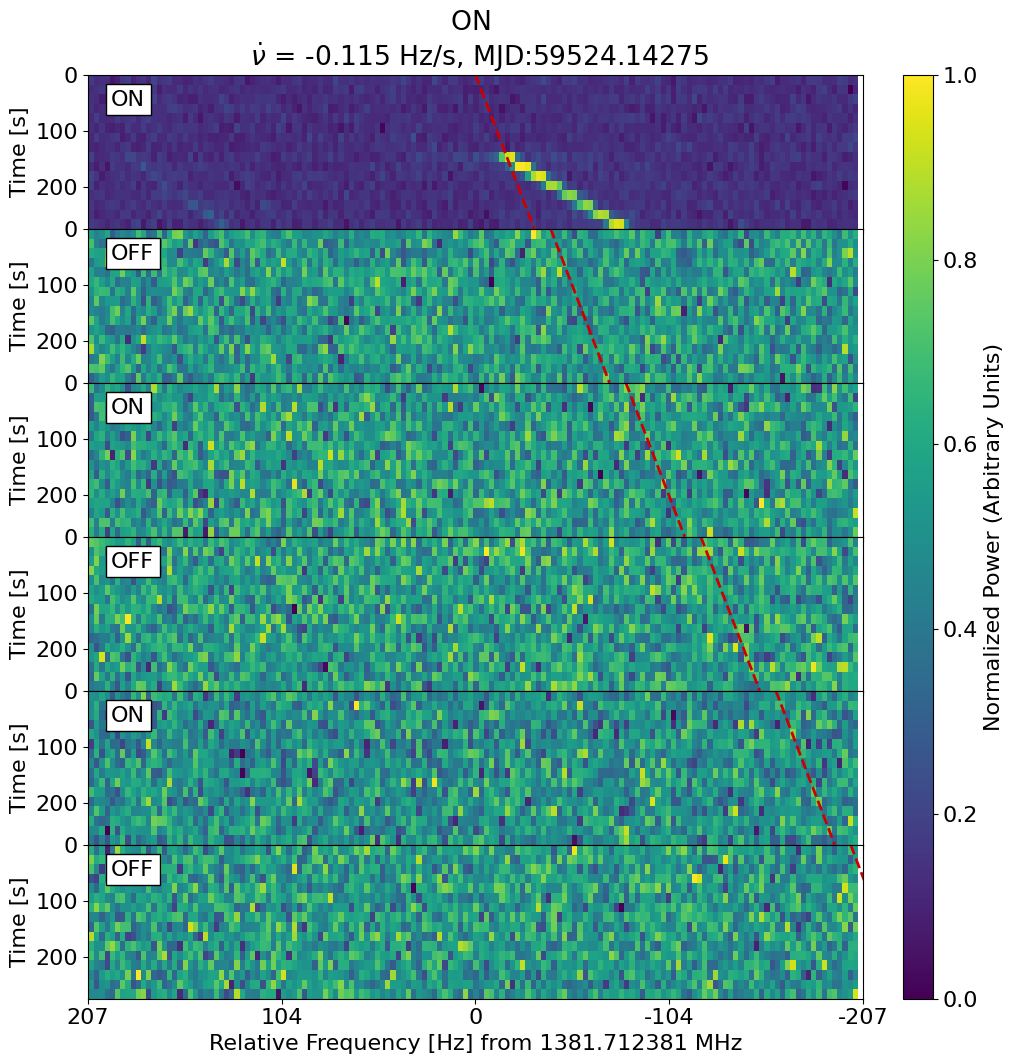 ON
ν̇ = -0.115 Hz/s, MJD:59524.14275
0
ON
100
Time [s]
200
0
OFF
100
Time [s]
200
0
ON
100
Time [s]
200
0
OFF
100
Time [s]
200
0
ON
100
Time [s]
200
0
OFF
100
Time [s]
200
207 104 0 -104 -207
Relative Frequency [Hz] from 1381.712381 MHz
1.0
0.8
0.6
0.4
0.2
0.0
Normalized Power (Arbitrary Units)